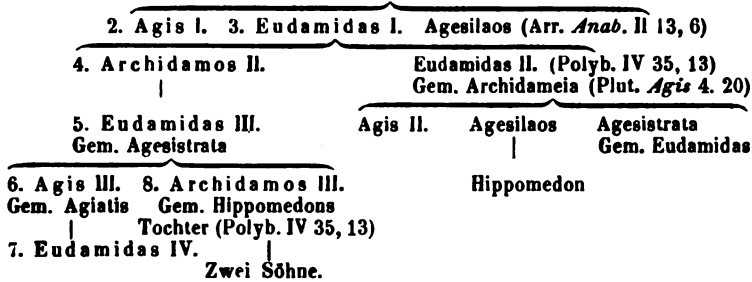 2. Agis I. 3. Eudamidas I. Agesilaos (Arr. Anab. II 13, 6)
4. Archidamos II. Eudamidas II. (Polyb. IV 35, 13)
Gem. Archidameia (Plut. Agis 4. 20)
5. Eudamidas III. Agis II. Agesilaos Agesistrata
Gem. Agesistrata Gem. Eudamidas
6. Agis III. 8. Archidamos III. Hippomedon
Gem. Agiatis Gem. Hippomedons
Tochter (Polyb. IV 35, 13)
7. Eudamidas IV.
Zwei Söhne.